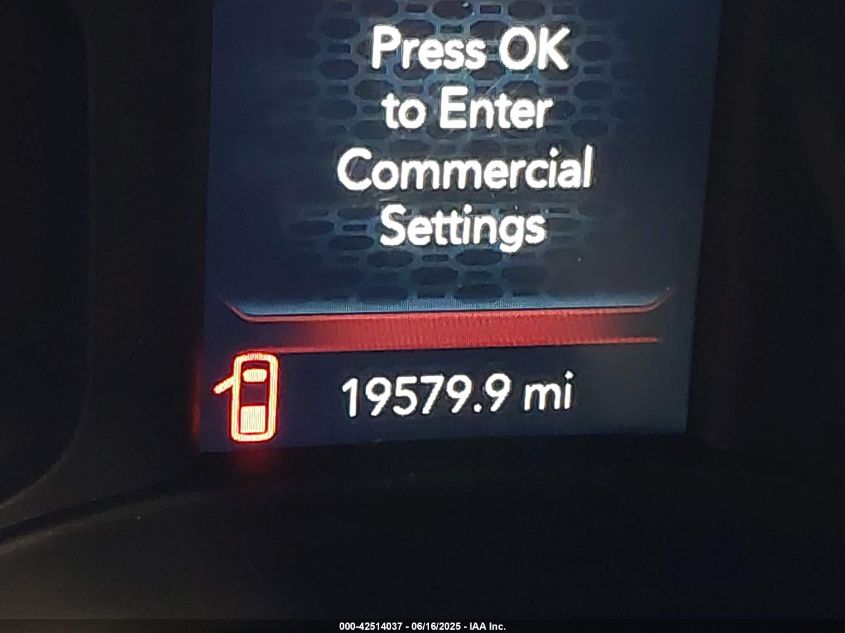 Press OK
to Enter
Commercial
Settings
19579.9 mi
000-42514037 - 06/16/2025 - IAA Inc.